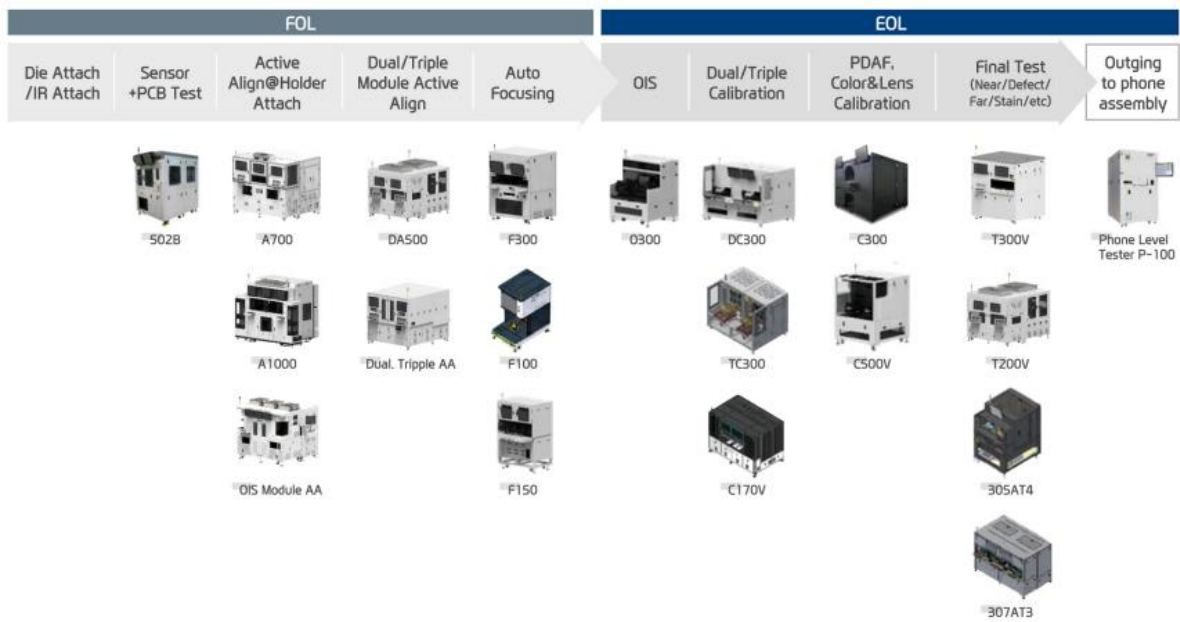 FOL
EOL
Die Attach
/IR Attach
Sensor
+PCB Test
Active
Align@Holder
Attach
Dual/Triple
Module Active
Align
Auto
Focusing
OIS
Dual/Triple
Calibration
PDAF,
Color&Lens
Calibration
Final Test
(Near/Defect/
Far/Stain/etc)
Outging
to phone
assembly
502B
A700
DA500
F300
O300
DC300
C300
T300V
Phone Level
Tester P-100
A1000
Dual. Tripple AA
F100
TC300
C500V
T200V
OIS Module AA
F150
C170V
305AT4
307AT3